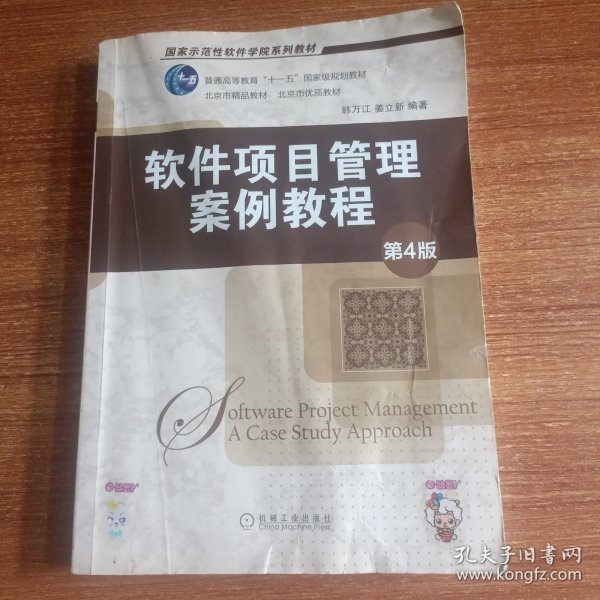 国家示范性软件学院系列教材
十一五
普通高等教育“十一五”国家级规划教材
北京市精品教材 北京市优质教材
韩万江 姜立新 编著
软件项目管理
案例教程
第4版
Software Project Management
A Case Study Approach
机械工业出版社
China Machine Press
孔夫子旧书网
www.kongfz.com